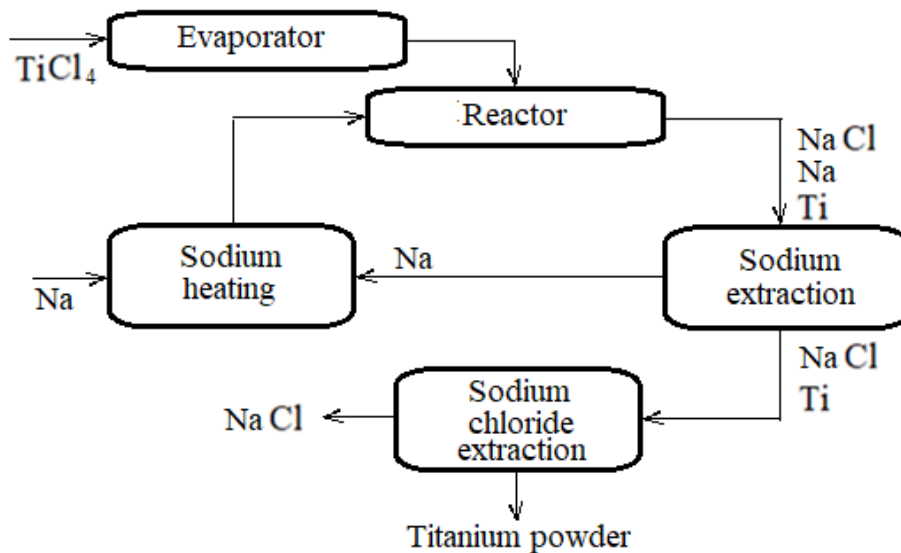 Evaporator
TiCl₄
Reactor
Na Cl
Na
Ti
Sodium
heating
Na
Na
Sodium
extraction
Na Cl
Ti
Sodium
chloride
extraction
Na Cl
Titanium powder